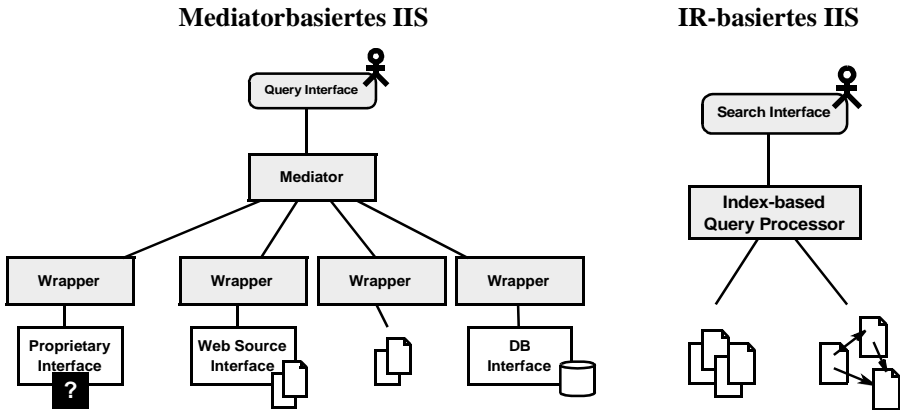 Mediatorbasiertes IIS
IR-basiertes IIS
Query Interface
Search Interface
Mediator
Index-based
Query Processor
Wrapper
Wrapper
Wrapper
Wrapper
Proprietary
Interface
?
Web Source
Interface
DB
Interface